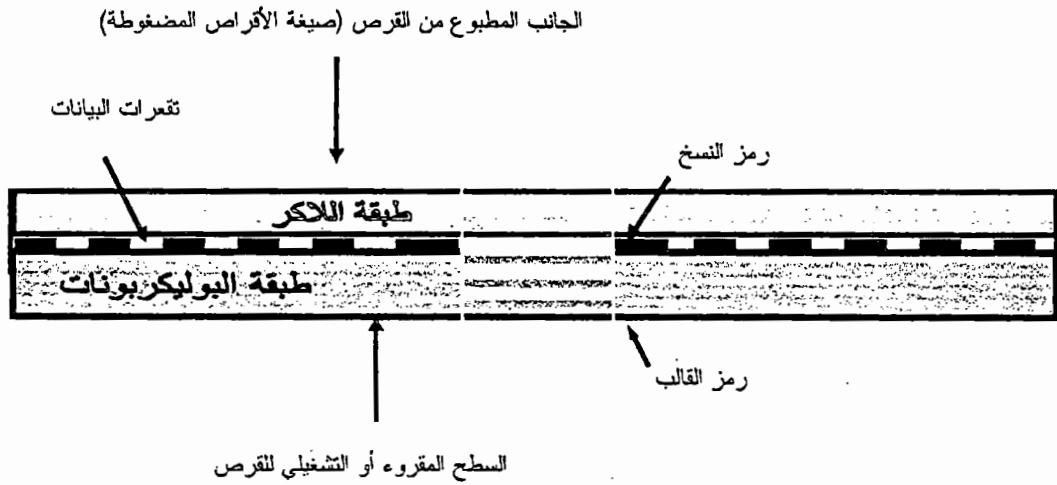 الجانب المطبوع من القرص (صيغة الأقراص المضغوطة)
تقعرات البيانات
رمز النسخ
طبقة اللاكر
طبقة البوليكربونات
رمز القالب
السطح المقروء أو التشغيلي للقرص